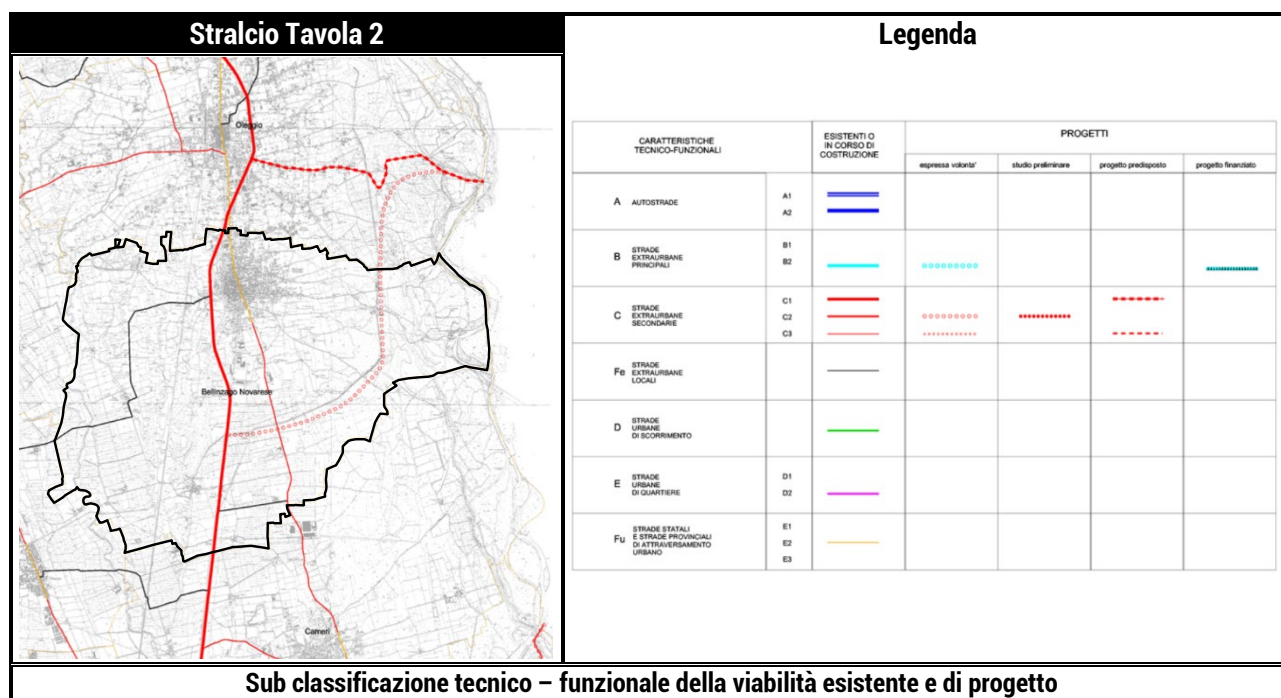 Stralcio Tavola 2
Legenda
Oleggio
Bellinzago Novarese
Cameri
CARATTERISTICHE
TECNICO-FUNZIONALI
ESISTENTI O
IN CORSO DI
COSTRUZIONE
PROGETTI
espressa volonta'
studio preliminare
progetto predisposto
progetto finanziato
A AUTOSTRADE
A1
A2
B STRADE
EXTRAURBANE
PRINCIPALI
B1
B2
C STRADE
EXTRAURBANE
SECONDARIE
C1
C2
C3
Fe STRADE
EXTRAURBANE
LOCALI
D STRADE
URBANE
DI SCORRIMENTO
E STRADE
URBANE
DI QUARTIERE
D1
D2
Fu STRADE STATALI
E STRADE PROVINCIALI
DI ATTRAVERSAMENTO
URBANO
E1
E2
E3
Sub classificazione tecnico – funzionale della viabilità esistente e di progetto